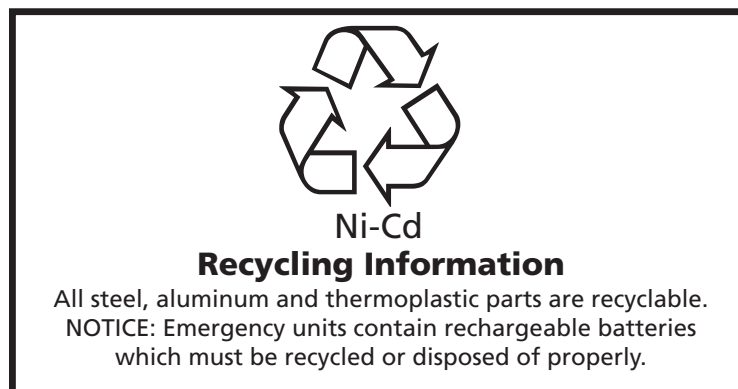 Ni-Cd
Recycling Information
All steel, aluminum and thermoplastic parts are recyclable.
NOTICE: Emergency units contain rechargeable batteries
which must be recycled or disposed of properly.